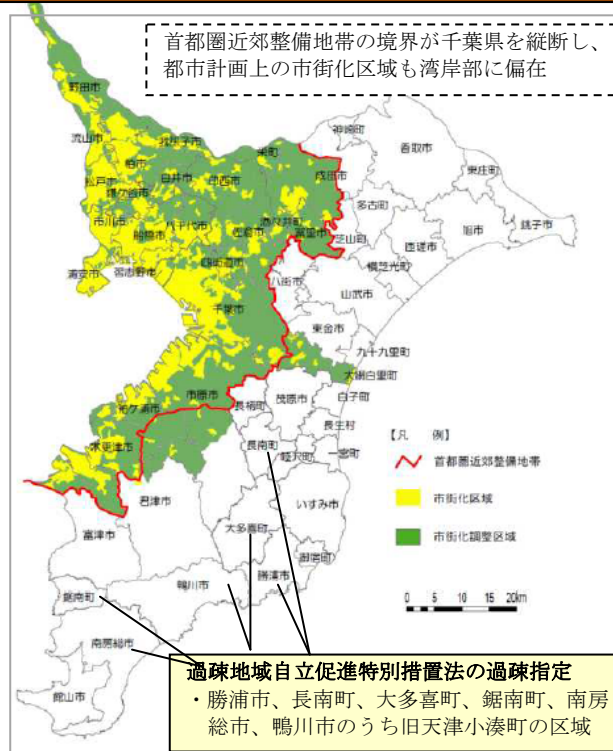 首都圏近郊整備地帯の境界が千葉県を縦断し、
都市計画上の市街化区域も湾岸部に偏在
野田市
流山市
我孫子市
柏市
栄町
神崎町
香取市
東庄町
松戸市
鎌ケ谷市
白井市
印西市
成田市
多古町
銚子市
旭市
市川市
船橋市
八千代市
佐倉市
酒々井町
富里市
芝山町
匝瑳市
横芝光町
浦安市
習志野市
四街道市
八街市
山武市
千葉市
東金市
九十九里町
大網白里町
市原市
白子町
茂原市
長柄町
袖ケ浦市
長生村
長南町
睦沢町
一宮町
木更津市
君津市
いすみ市
富津市
大多喜町
御宿町
勝浦市
鴨川市
鋸南町
南房総市
館山市
【凡　例】
首都圏近郊整備地帯
市街化区域
市街化調整区域
0 5 10km
過疎地域自立促進特別措置法の過疎指定
・勝浦市、長南町、大多喜町、鋸南町、南房
総市、鴨川市のうち旧天津小湊町の区域